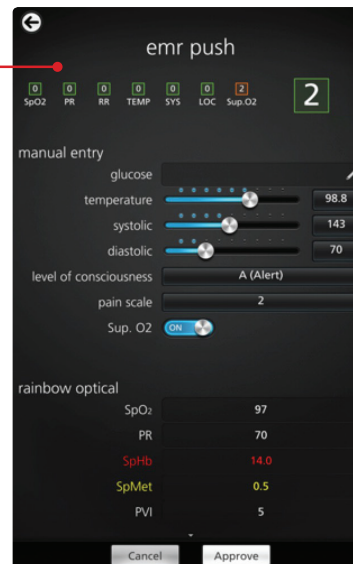 emr push
0 0 0 0 0 0 2
SpO2 PR RR TEMP SYS LOC Sup.O2 2
manual entry
glucose
temperature 98.8
systolic 143
diastolic 70
level of consciousness A (Alert)
pain scale 2
Sup. O2 ON
rainbow optical
SpO₂ 97
PR 70
SpHb 14.0
SpMet 0.5
PVI 5
Cancel Approve